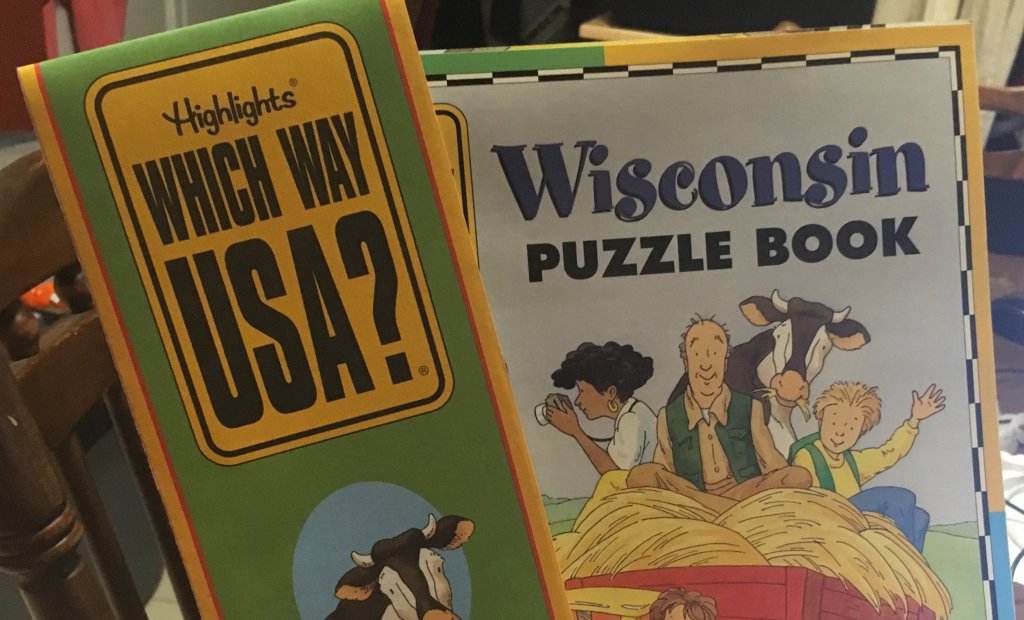 Highlights®
WHICH WAY
USA?®
Wisconsin
PUZZLE BOOK